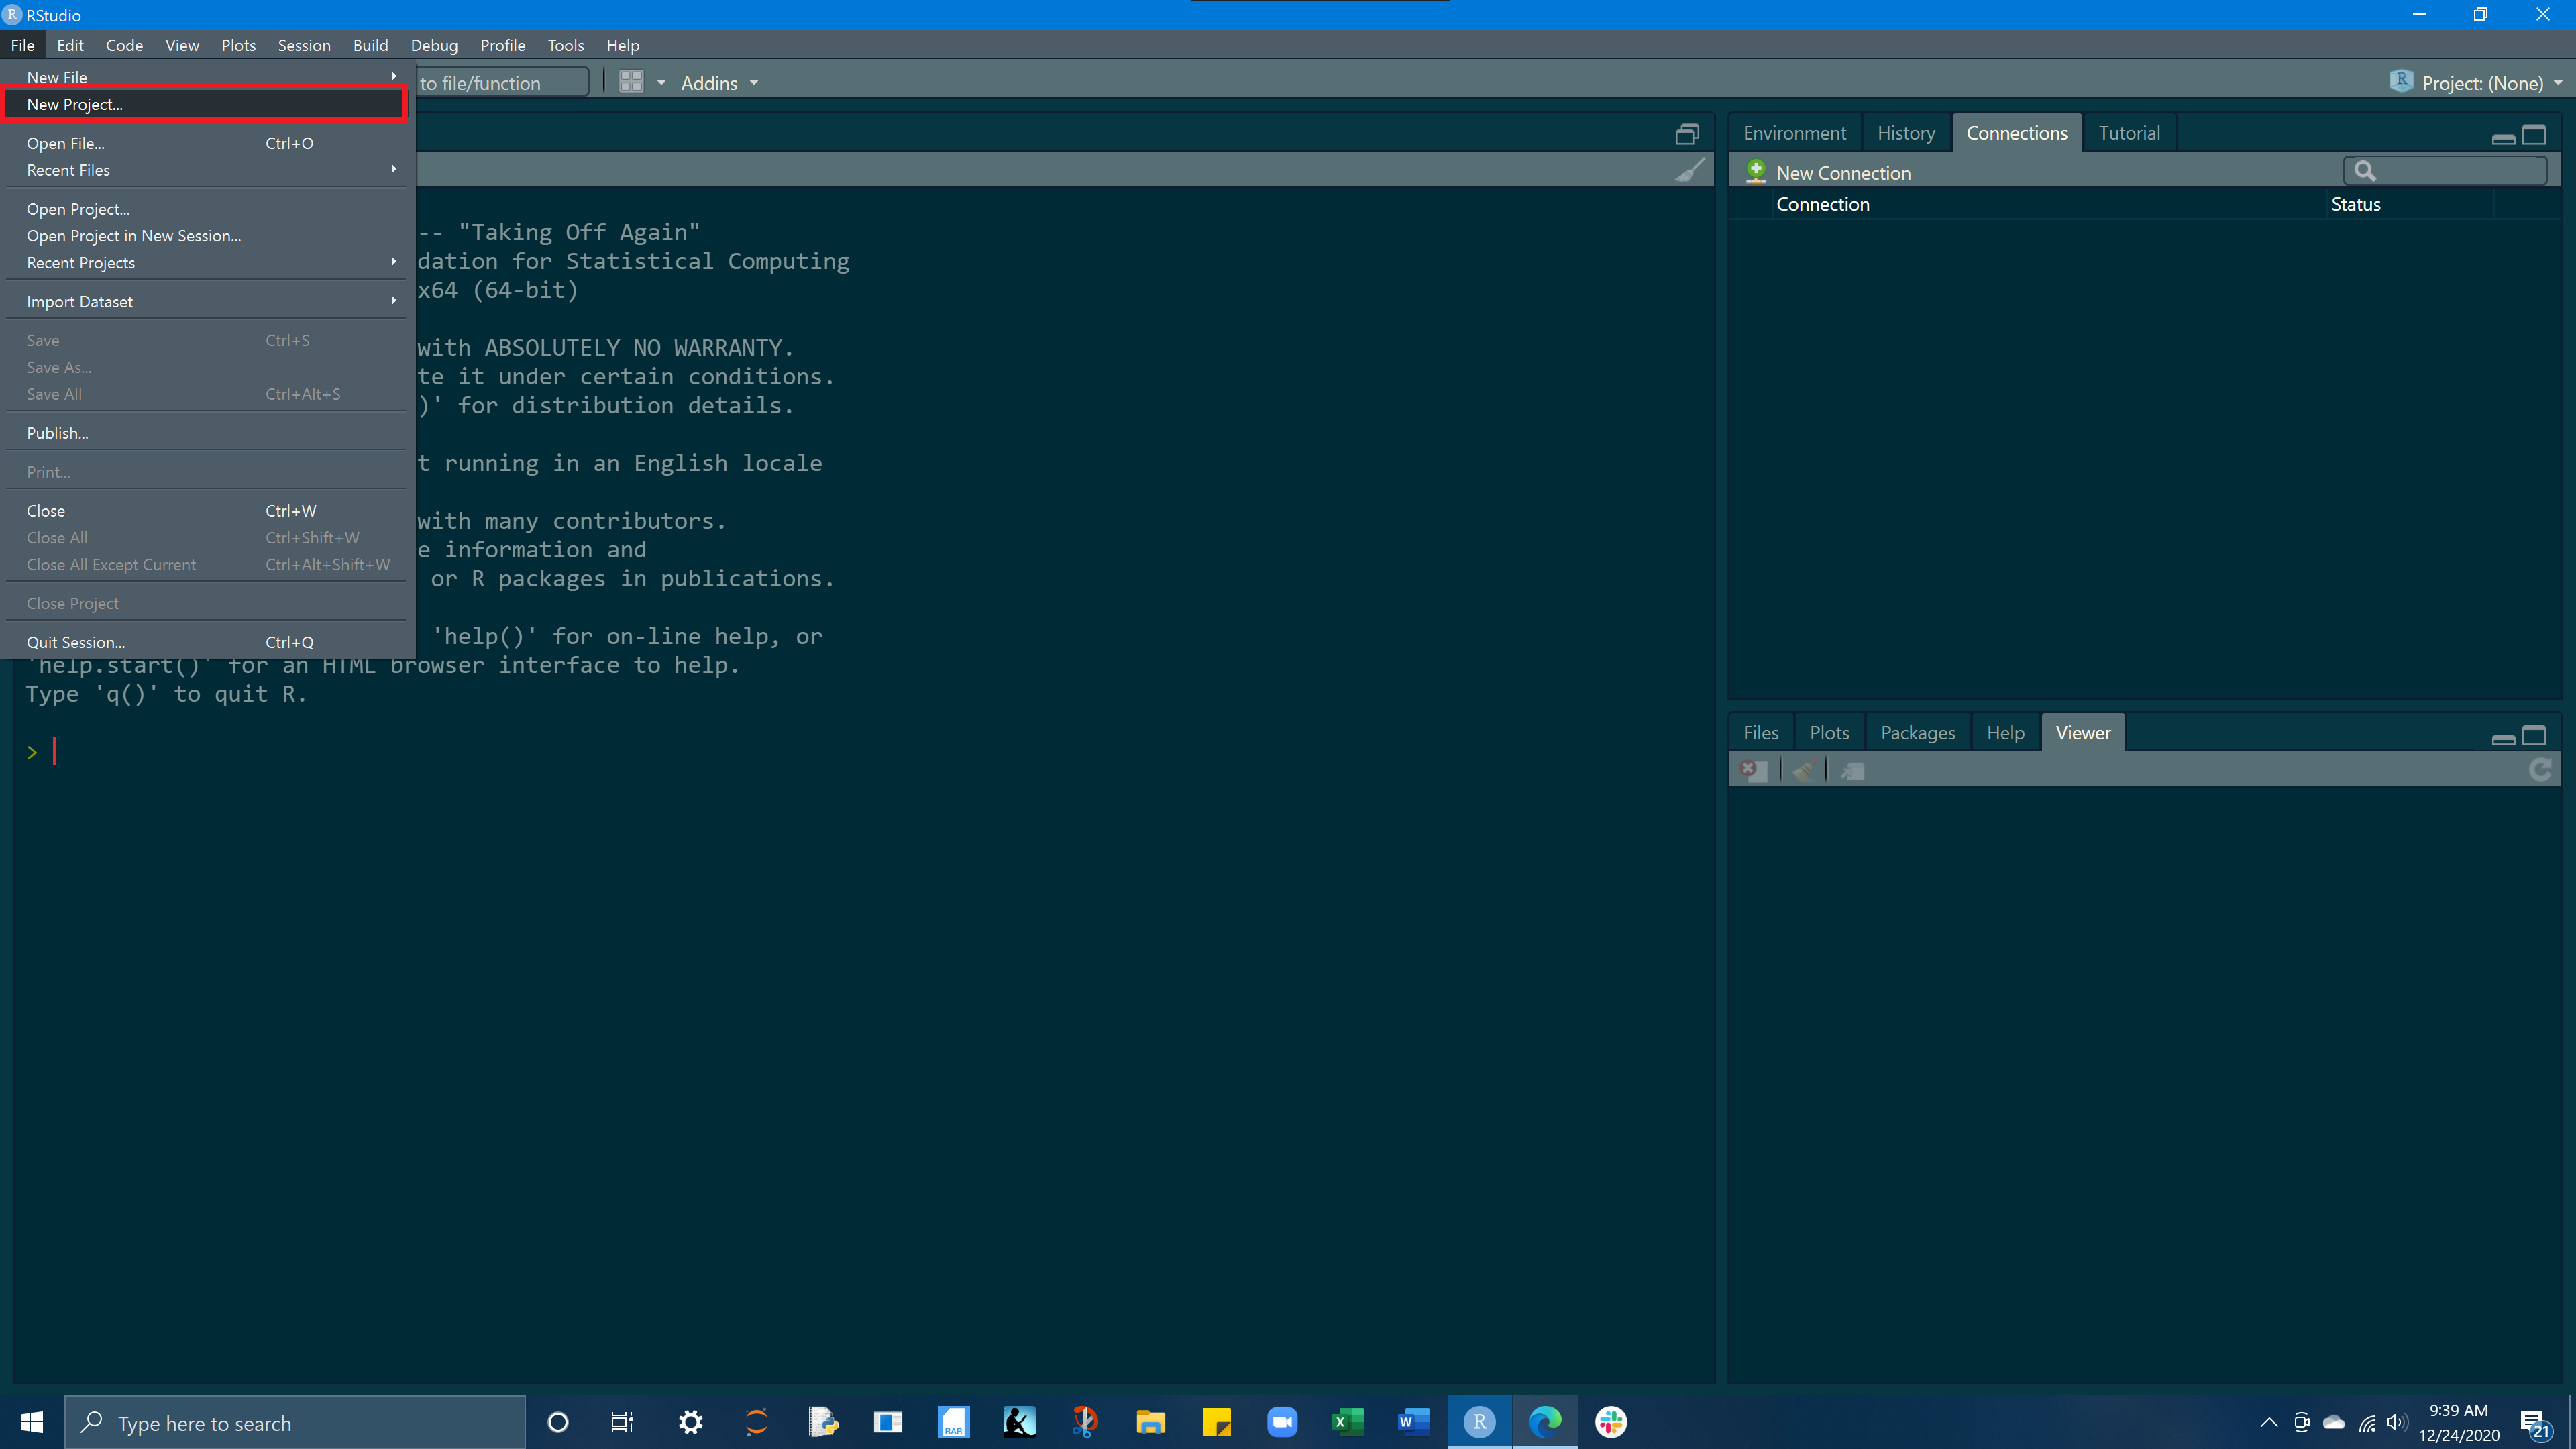 R RStudio
File Edit Code View Plots Session Build Debug Profile Tools Help
New File
to file/function Addins R Project: (None)
New Project...
Environment History Connections Tutorial
Open File... Ctrl+O
Recent Files
New Connection
Connection Status
Open Project...
-- "Taking Off Again"
Open Project in New Session...
Recent Projects
dation for Statistical Computing
x64 (64-bit)
Import Dataset
Save Ctrl+S
with ABSOLUTELY NO WARRANTY.
Save As...
te it under certain conditions.
Save All Ctrl+Alt+S
)' for distribution details.
Publish...
t running in an English locale
Print...
Close Ctrl+W
with many contributors.
Close All Ctrl+Shift+W
e information and
Close All Except Current Ctrl+Alt+Shift+W
or R packages in publications.
Close Project
Quit Session... Ctrl+Q
'help()' for on-line help, or
'help.start()' for an HTML browser interface to help.
Type 'q()' to quit R.
>
Files Plots Packages Help Viewer
Type here to search
RAR
X
W
R
9:39 AM
12/24/2020
21